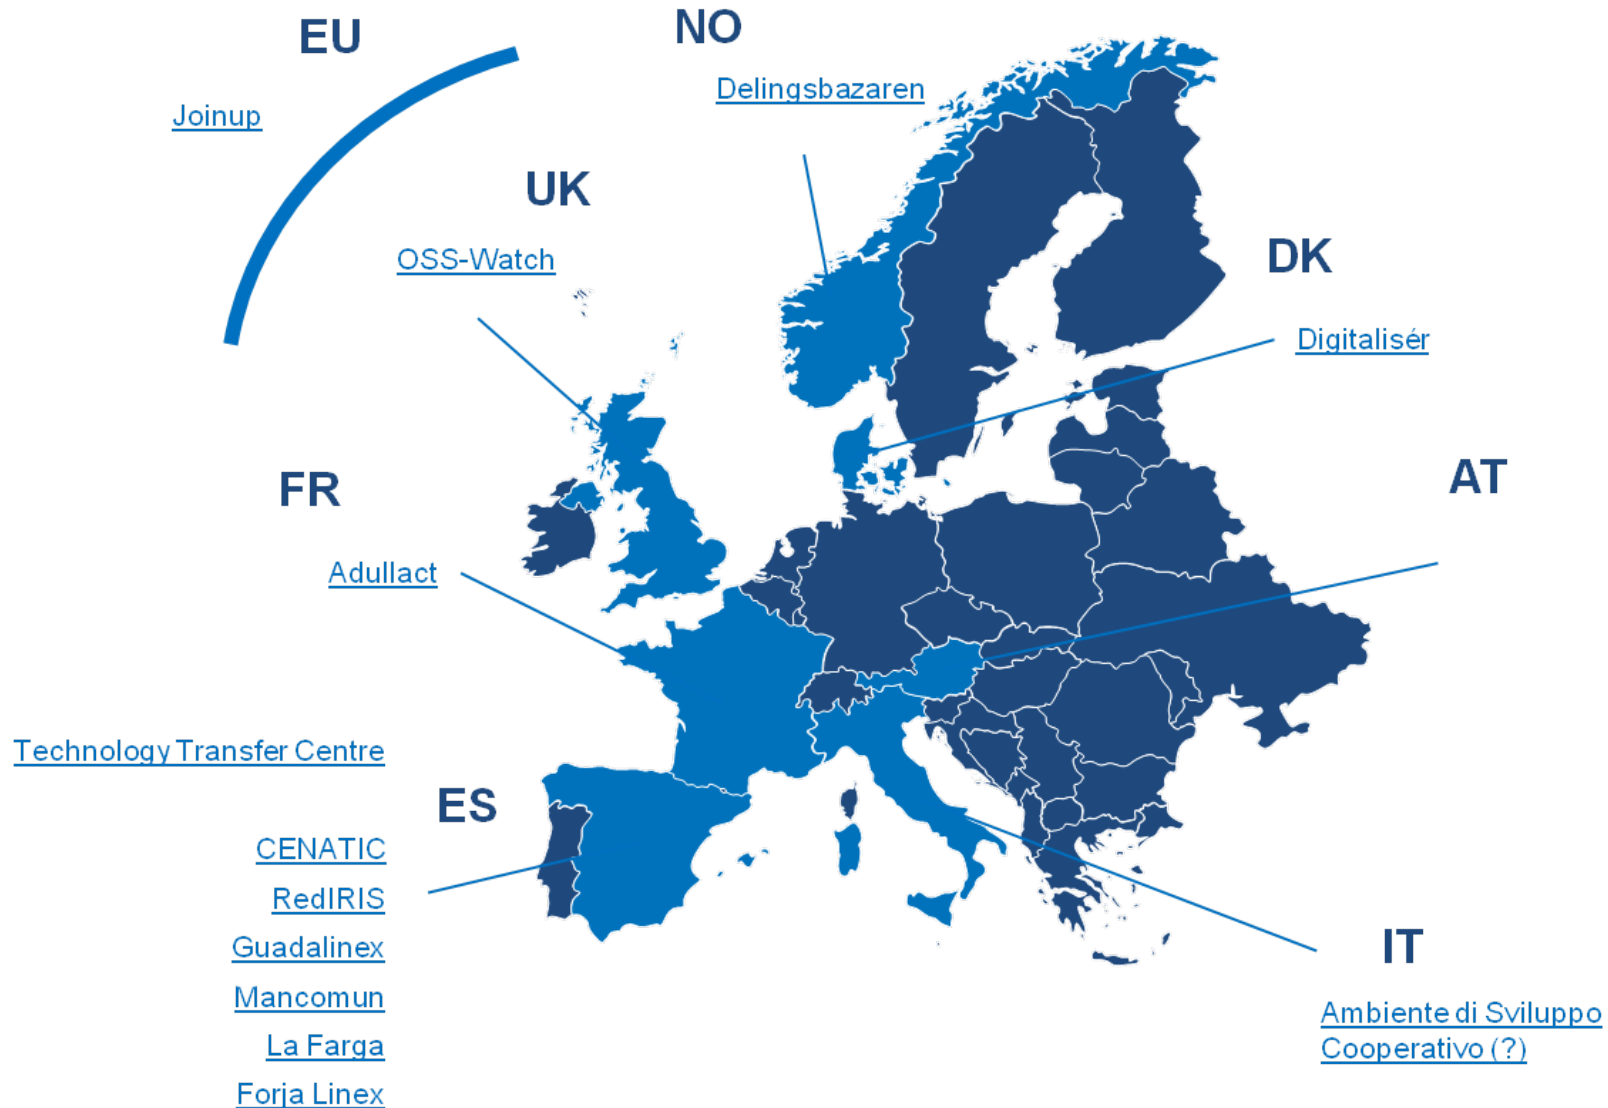 EU
Joinup
NO
Delingsbazaren
UK
OSS-Watch
DK
Digitalisér
FR
Adullact
AT
Technology Transfer Centre
ES
CENATIC
RedIRIS
Guadalinex
Mancomun
La Farga
Forja Linex
IT
Ambiente di Sviluppo
Cooperativo (?)